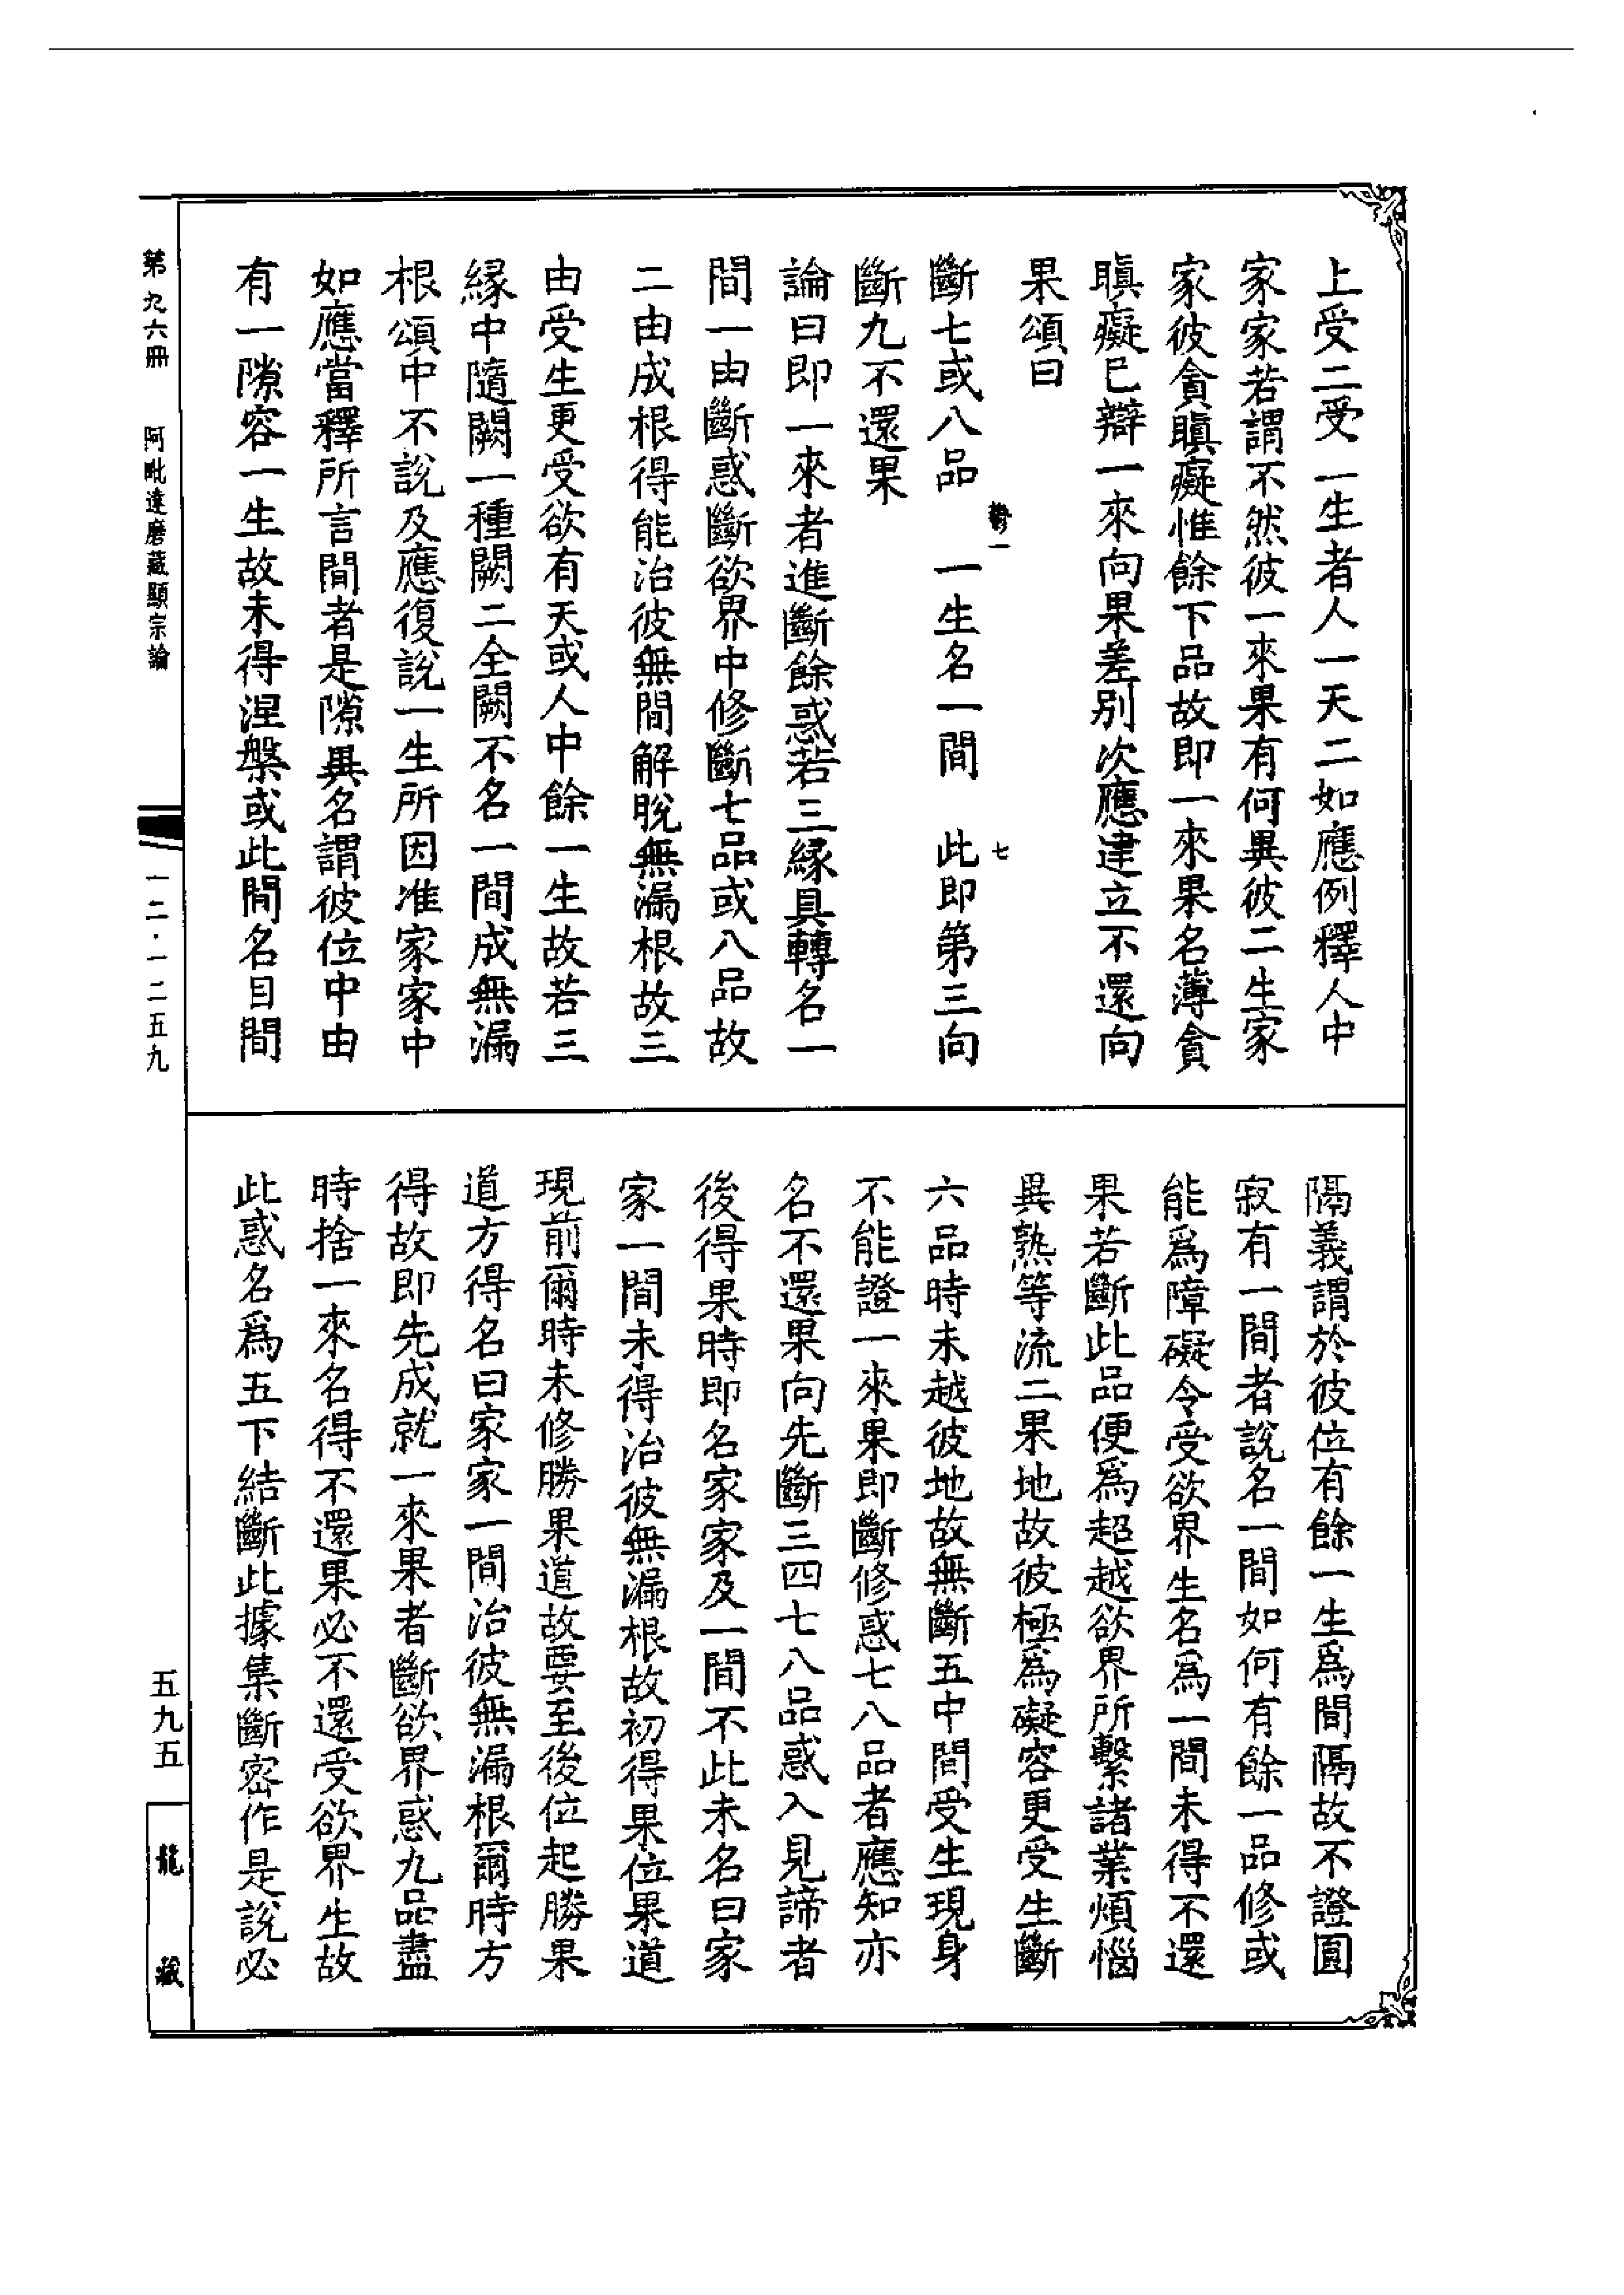 上受二受一生者人一天二如應例釋人中
家家若謂不然彼一來果有何異彼二生家
家彼貪瞋癡惟餘下品故即一來果名薄貪
瞋癡已辯一來向果差別次應建立不還向
果頌曰
鬱一
七
斷七或八品 一生名一間 此即第三向
斷九不還果
論曰即一來者進斷餘惑若三緣具轉名一
間一由斷惑斷欲界中修斷七品或八品故
二由成根得能治彼無間解脫無漏根故三
由受生更受欲有天或人中餘一生故若三
緣中隨闕一種闕二全闕不名一間成無漏
根頌中不說及應復說一生所因准家家中
如應當釋所言間者是隙異名謂彼位中由
有一隙容一生故未得涅槃或此間名目間
隔義謂於彼位有餘一生爲間隔故不證圓
寂有一間者說名一間如何有餘一品修或
能爲障礙令受欲界生名爲一間未得不還
果若斷此品便爲超越欲界所繫諸業煩惱
異熟等流二果地故彼極爲礙容更受生斷
六品時未越彼地故無斷五中間受生現身
不能證一來果即斷修惑七八品者應知亦
名不還果向先斷三四七八品惑入見諦者
後得果時即名家家及一間不此未名曰家
家一間未得治彼無漏根故初得果位果道
現前爾時未修勝果道故要至後位起勝果
道方得名曰家家一間治彼無漏根爾時方
得故即先成就一來果者斷欲界惑九品盡
時捨一來名得不還果必不還受欲界生故
此惑名爲五下結斷此據集斷密作是說必
第九六冊 阿毗達磨藏顯宗論
一二·一二五九
五九五
龍藏